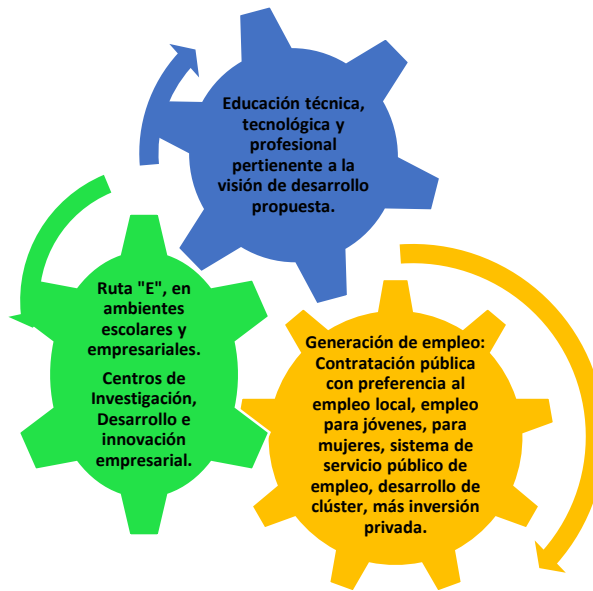 Educación técnica,
tecnológica y
profesional
pertienente a la
visión de desarrollo
propuesta.
Ruta "E", en
ambientes
escolares y
empresariales.
Centros de
Investigación,
Desarrollo e
innovación
empresarial.
Generación de empleo:
Contratación pública
con preferencia al
empleo local, empleo
para jóvenes, para
mujeres, sistema de
servicio público de
empleo, desarrollo de
clúster, más inversión
privada.